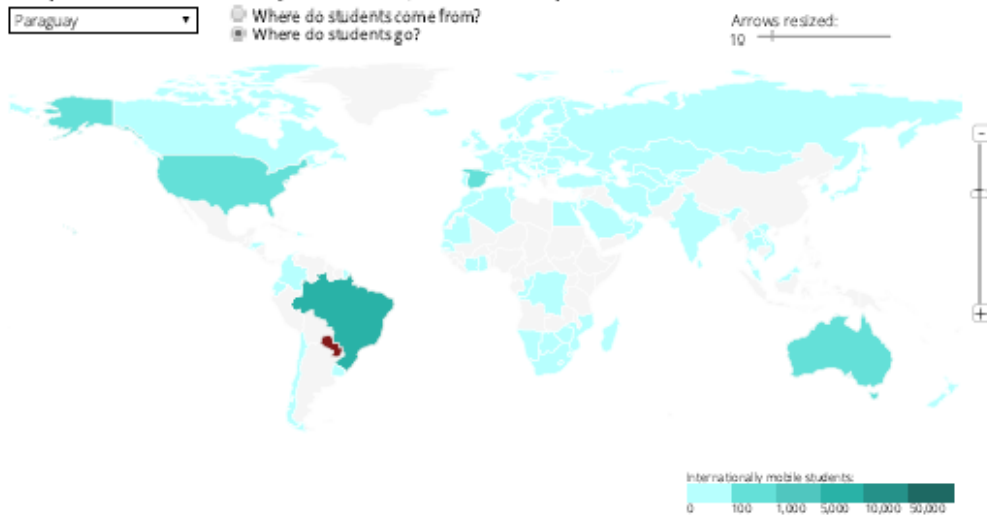 Paraguay
Where do students come from?
Where do students go?
Arrows resized:
10
-
+
Internationally mobile students:
0 100 1,000 5,000 10,000 50,000